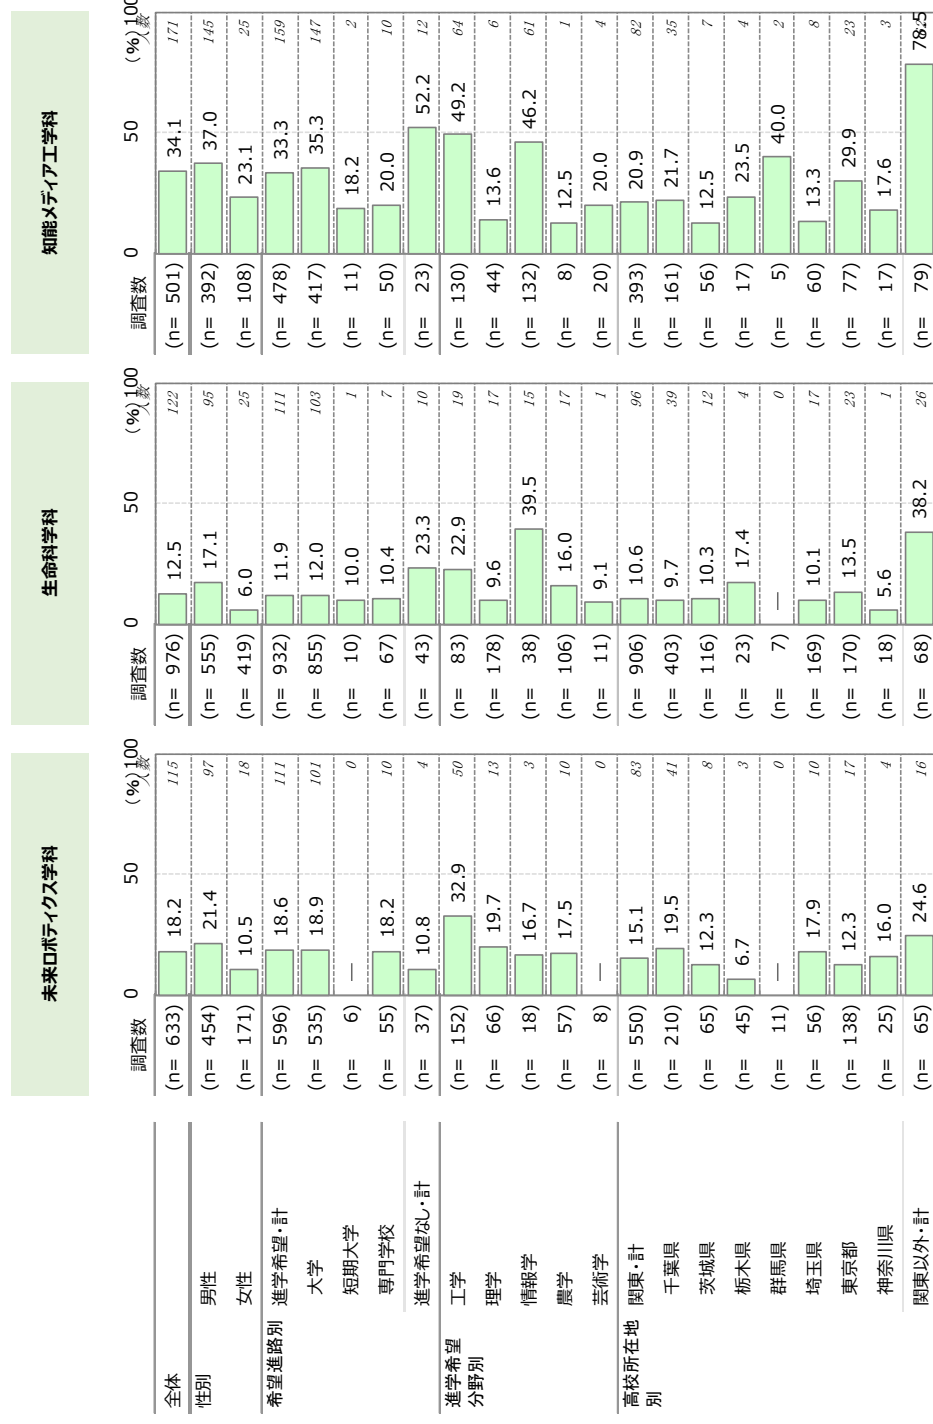 未来ロボティクス学科 生命科学科 知能メディア工学科
調査数 0 50 (%) 100 人数 調査数 0 50 (%) 100 人数 調査数 0 50 (%) 100 人数
全体 (n= 633) 18.2 115 (n= 976) 12.5 122 (n= 501) 34.1 171
性別 男性 (n= 454) 21.4 97 (n= 555) 17.1 95 (n= 392) 37.0 145
女性 (n= 171) 10.5 18 (n= 419) 6.0 25 (n= 108) 23.1 25
希望進路別 進学希望・計 (n= 596) 18.6 111 (n= 932) 11.9 111 (n= 478) 33.3 159
大学 (n= 535) 18.9 101 (n= 855) 12.0 103 (n= 417) 35.3 147
短期大学 (n= 6) — 0 (n= 10) 10.0 1 (n= 11) 18.2 2
専門学校 (n= 55) 18.2 10 (n= 67) 10.4 7 (n= 50) 20.0 10
進学希望なし・計 (n= 37) 10.8 4 (n= 43) 23.3 10 (n= 23) 52.2 12
進学希望
分野別
工学 (n= 152) 32.9 50 (n= 83) 22.9 19 (n= 130) 49.2 64
理学 (n= 66) 19.7 13 (n= 178) 9.6 17 (n= 44) 13.6 6
情報学 (n= 18) 16.7 3 (n= 38) 39.5 15 (n= 132) 46.2 61
農学 (n= 57) 17.5 10 (n= 106) 16.0 17 (n= 8) 12.5 1
芸術学 (n= 8) — 0 (n= 11) 9.1 1 (n= 20) 20.0 4
高校所在地
別
関東・計 (n= 550) 15.1 83 (n= 906) 10.6 96 (n= 393) 20.9 82
千葉県 (n= 210) 19.5 41 (n= 403) 9.7 39 (n= 161) 21.7 35
茨城県 (n= 65) 12.3 8 (n= 116) 10.3 12 (n= 56) 12.5 7
栃木県 (n= 45) 6.7 3 (n= 23) 17.4 4 (n= 17) 23.5 4
群馬県 (n= 11) — 0 (n= 7) — 0 (n= 5) 40.0 2
埼玉県 (n= 56) 17.9 10 (n= 169) 10.1 17 (n= 60) 13.3 8
東京都 (n= 138) 12.3 17 (n= 170) 13.5 23 (n= 77) 29.9 23
神奈川県 (n= 25) 16.0 4 (n= 18) 5.6 1 (n= 17) 17.6 3
関東以外・計 (n= 65) 24.6 16 (n= 68) 38.2 26 (n= 79) 78.5